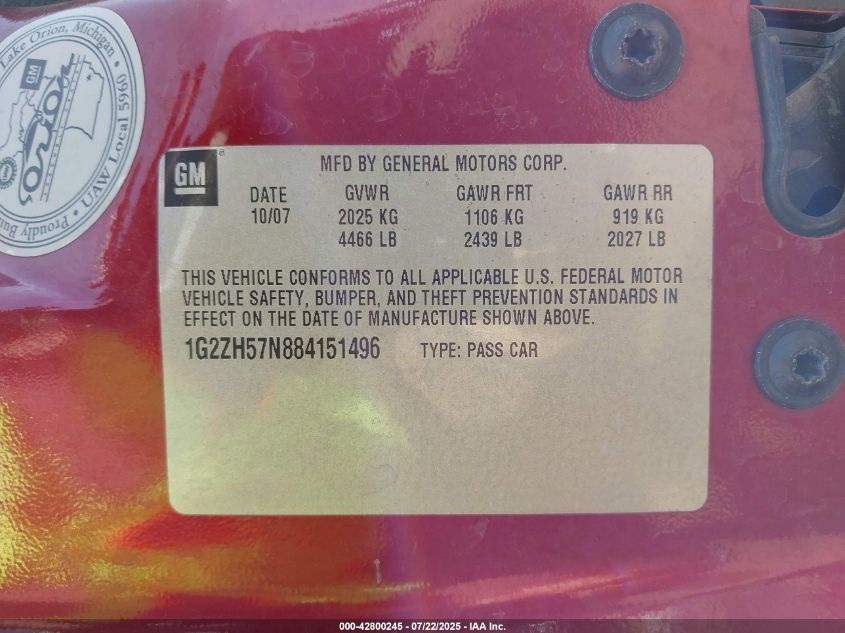 Lake Orion, Michigan
GM
Orion
UAW Local 5960
Proudly
GM
MFD BY GENERAL MOTORS CORP.
DATE GVWR GAWR FRT GAWR RR
10/07 2025 KG 1106 KG 919 KG
4466 LB 2439 LB 2027 LB
THIS VEHICLE CONFORMS TO ALL APPLICABLE U.S. FEDERAL MOTOR
VEHICLE SAFETY, BUMPER, AND THEFT PREVENTION STANDARDS IN
EFFECT ON THE DATE OF MANUFACTURE SHOWN ABOVE.
1G2ZH57N884151496 TYPE: PASS CAR
000-42800245 - 07/22/2025 - IAA Inc.